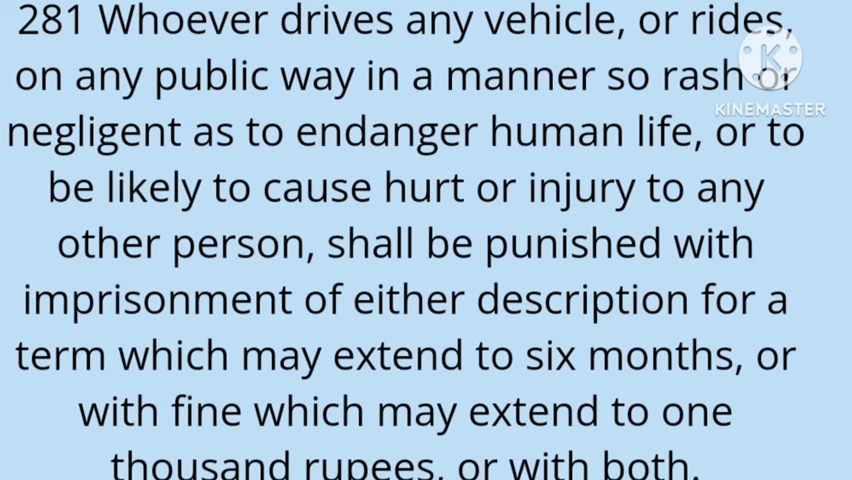 281 Whoever drives any vehicle, or rides,
on any public way in a manner so rash or
KINEMASTER
negligent as to endanger human life, or to
be likely to cause hurt or injury to any
other person, shall be punished with
imprisonment of either description for a
term which may extend to six months, or
with fine which may extend to one
thousand rupees, or with both.